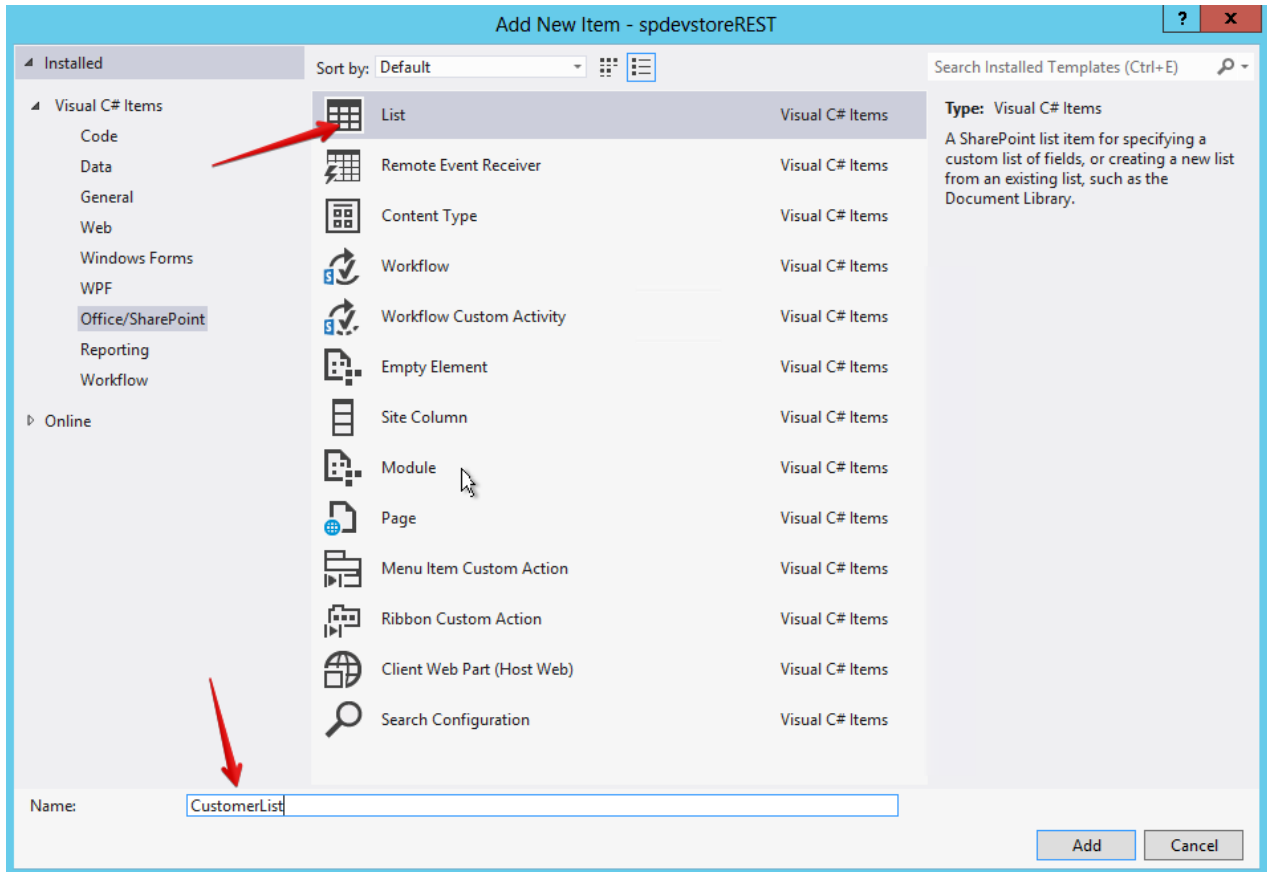 Add New Item - spdevstoreREST
? x
Installed
Sort by: Default
Search Installed Templates (Ctrl+E)
Visual C# Items
Code
Data
General
Web
Windows Forms
WPF
Office/SharePoint
Reporting
Workflow
Online
List Visual C# Items
Remote Event Receiver Visual C# Items
Content Type Visual C# Items
Workflow Visual C# Items
Workflow Custom Activity Visual C# Items
Empty Element Visual C# Items
Site Column Visual C# Items
Module Visual C# Items
Page Visual C# Items
Menu Item Custom Action Visual C# Items
Ribbon Custom Action Visual C# Items
Client Web Part (Host Web) Visual C# Items
Search Configuration Visual C# Items
Type: Visual C# Items
A SharePoint list item for specifying a
custom list of fields, or creating a new list
from an existing list, such as the
Document Library.
Name: CustomerList
Add Cancel